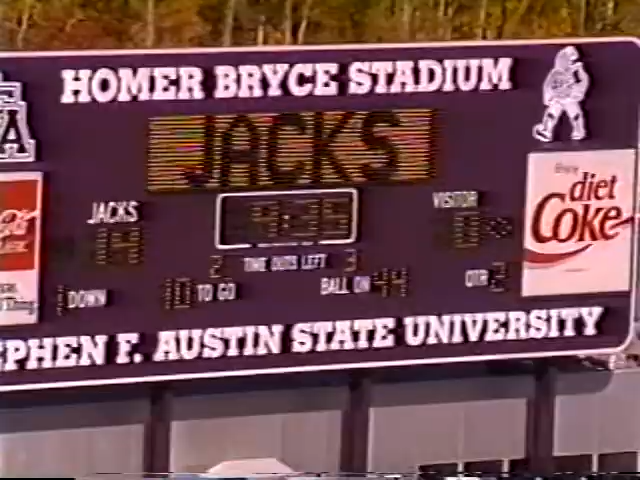 HOMER BRYCE STADIUM
JACKS
JACKS
VISITOR
2 TIME OUTS LEFT 3
1 DOWN 10 TO GO BALL ON 44 QTR 2
PHEN F. AUSTIN STATE UNIVERSITY
diet
Coke